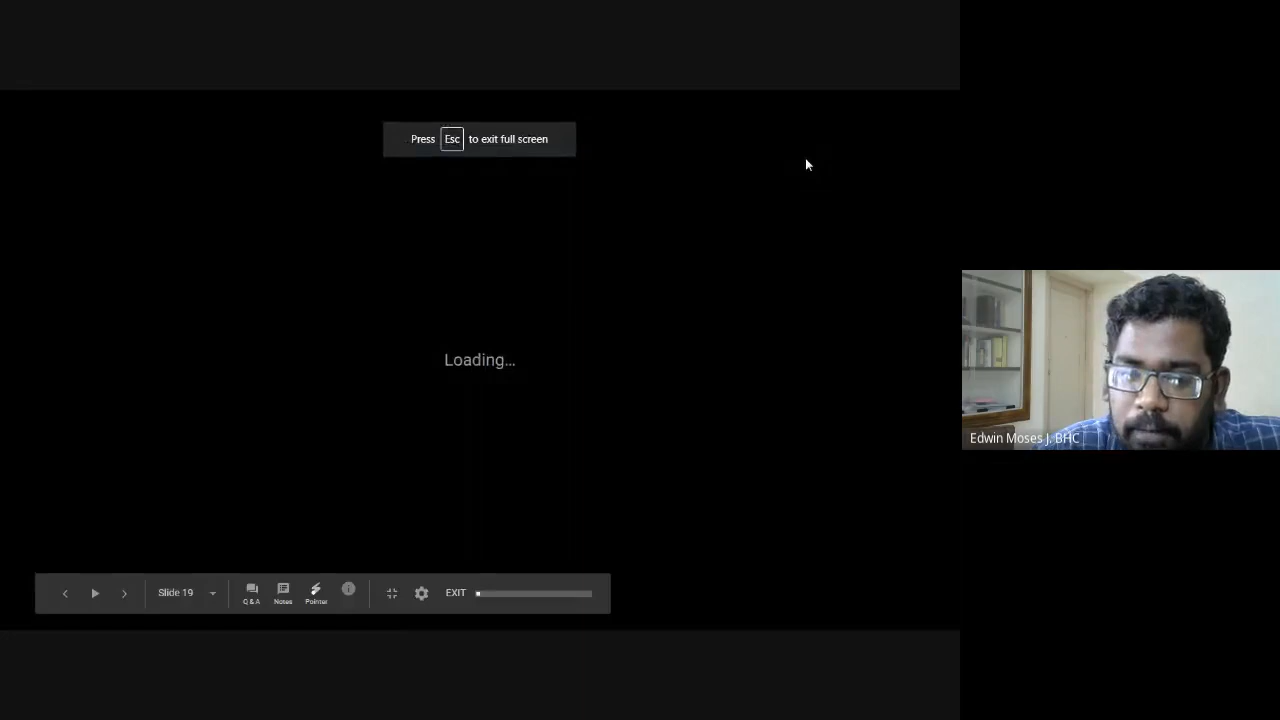 Press Esc to exit full screen
Loading...
Edwin Moses J. BHC
Slide 19
Q & A
Notes
Pointer
EXIT